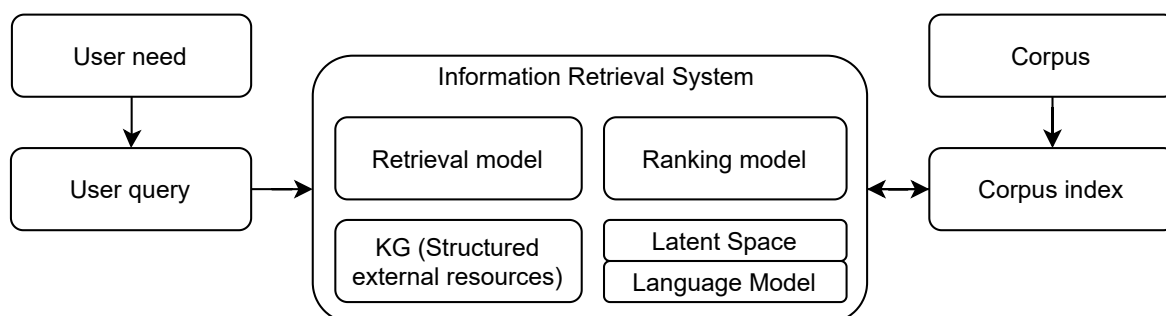 User need
User query
Information Retrieval System
Retrieval model
Ranking model
KG (Structured
external resources)
Latent Space
Language Model
Corpus
Corpus index